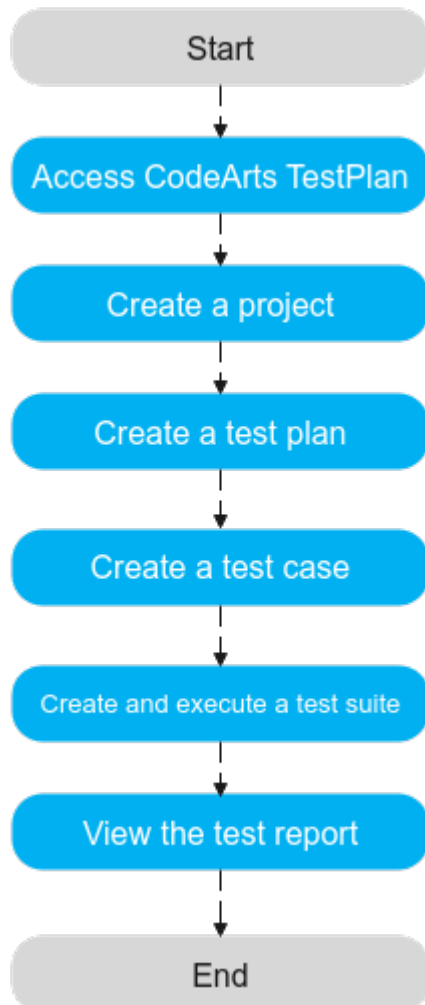 Start
Access CodeArts TestPlan
Create a project
Create a test plan
Create a test case
Create and execute a test suite
View the test report
End